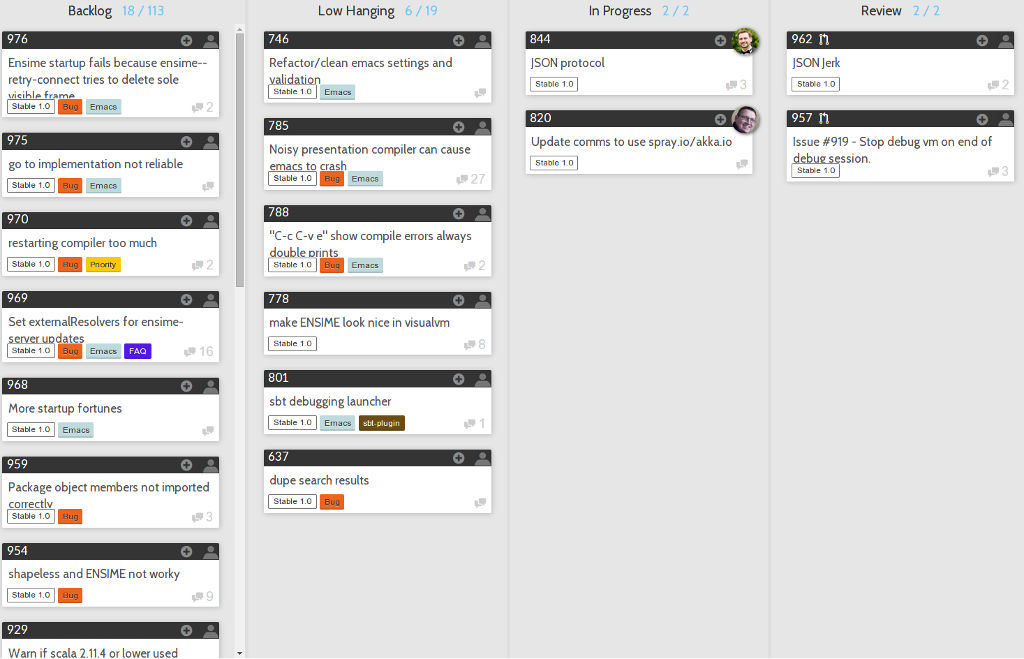 Backlog 18 / 113
976
Ensime startup fails because ensime--
retry-connect tries to delete sole
visible frame
Stable 1.0 Bug Emacs 2
975
go to implementation not reliable
Stable 1.0 Bug Emacs
970
restarting compiler too much
Stable 1.0 Bug Priority 2
969
Set externalResolvers for ensime-
server updates
Stable 1.0 Bug Emacs FAQ 16
968
More startup fortunes
Stable 1.0 Emacs
959
Package object members not imported
correctly
Stable 1.0 Bug 3
954
shapeless and ENSIME not worky
Stable 1.0 Bug 9
929
Warn if scala 2.11.4 or lower used
Low Hanging 6 / 19
746
Refactor/clean emacs settings and
validation
Stable 1.0 Emacs
785
Noisy presentation compiler can cause
emacs to crash
Stable 1.0 Bug Emacs 27
788
"C-c C-v e" show compile errors always
double prints
Stable 1.0 Bug Emacs 2
778
make ENSIME look nice in visualvm
Stable 1.0 8
801
sbt debugging launcher
Stable 1.0 Emacs sbt-plugin 1
637
dupe search results
Stable 1.0 Bug
In Progress 2 / 2
844
JSON protocol
Stable 1.0 3
820
Update comms to use spray.io/akka.io
Stable 1.0
Review 2 / 2
962
JSON Jerk
Stable 1.0 2
957
Issue #919 - Stop debug vm on end of
debug session.
Stable 1.0 3